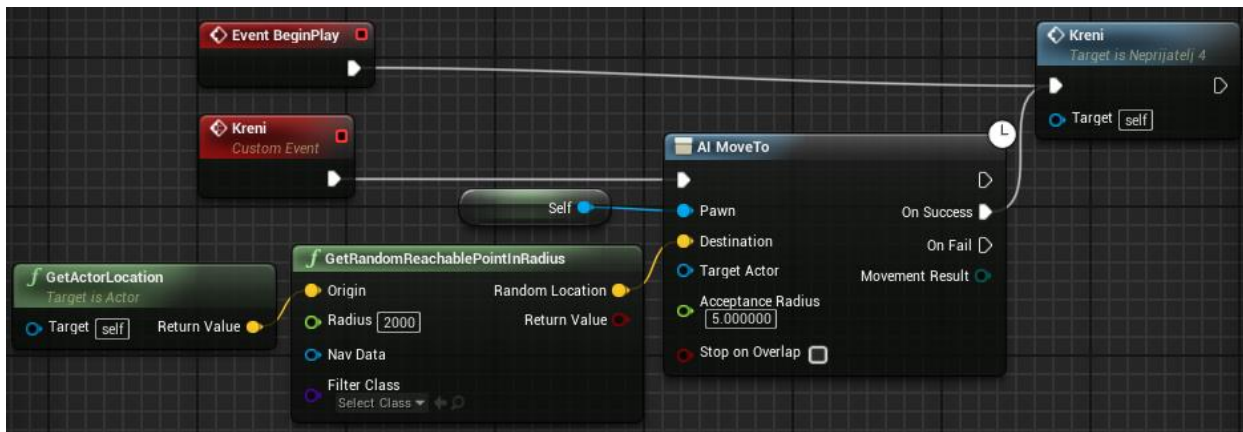 Event BeginPlay
Kreni
Custom Event
Kreni
Target is Neprijatelj 4
Target self
Self
AI MoveTo
Pawn
Destination
Target Actor
Acceptance Radius
5.000000
Stop on Overlap
On Success
On Fail
Movement Result
GetActorLocation
Target is Actor
Target self
Return Value
f GetRandomReachablePointInRadius
Origin
Radius 2000
Nav Data
Filter Class
Select Class
Random Location
Return Value